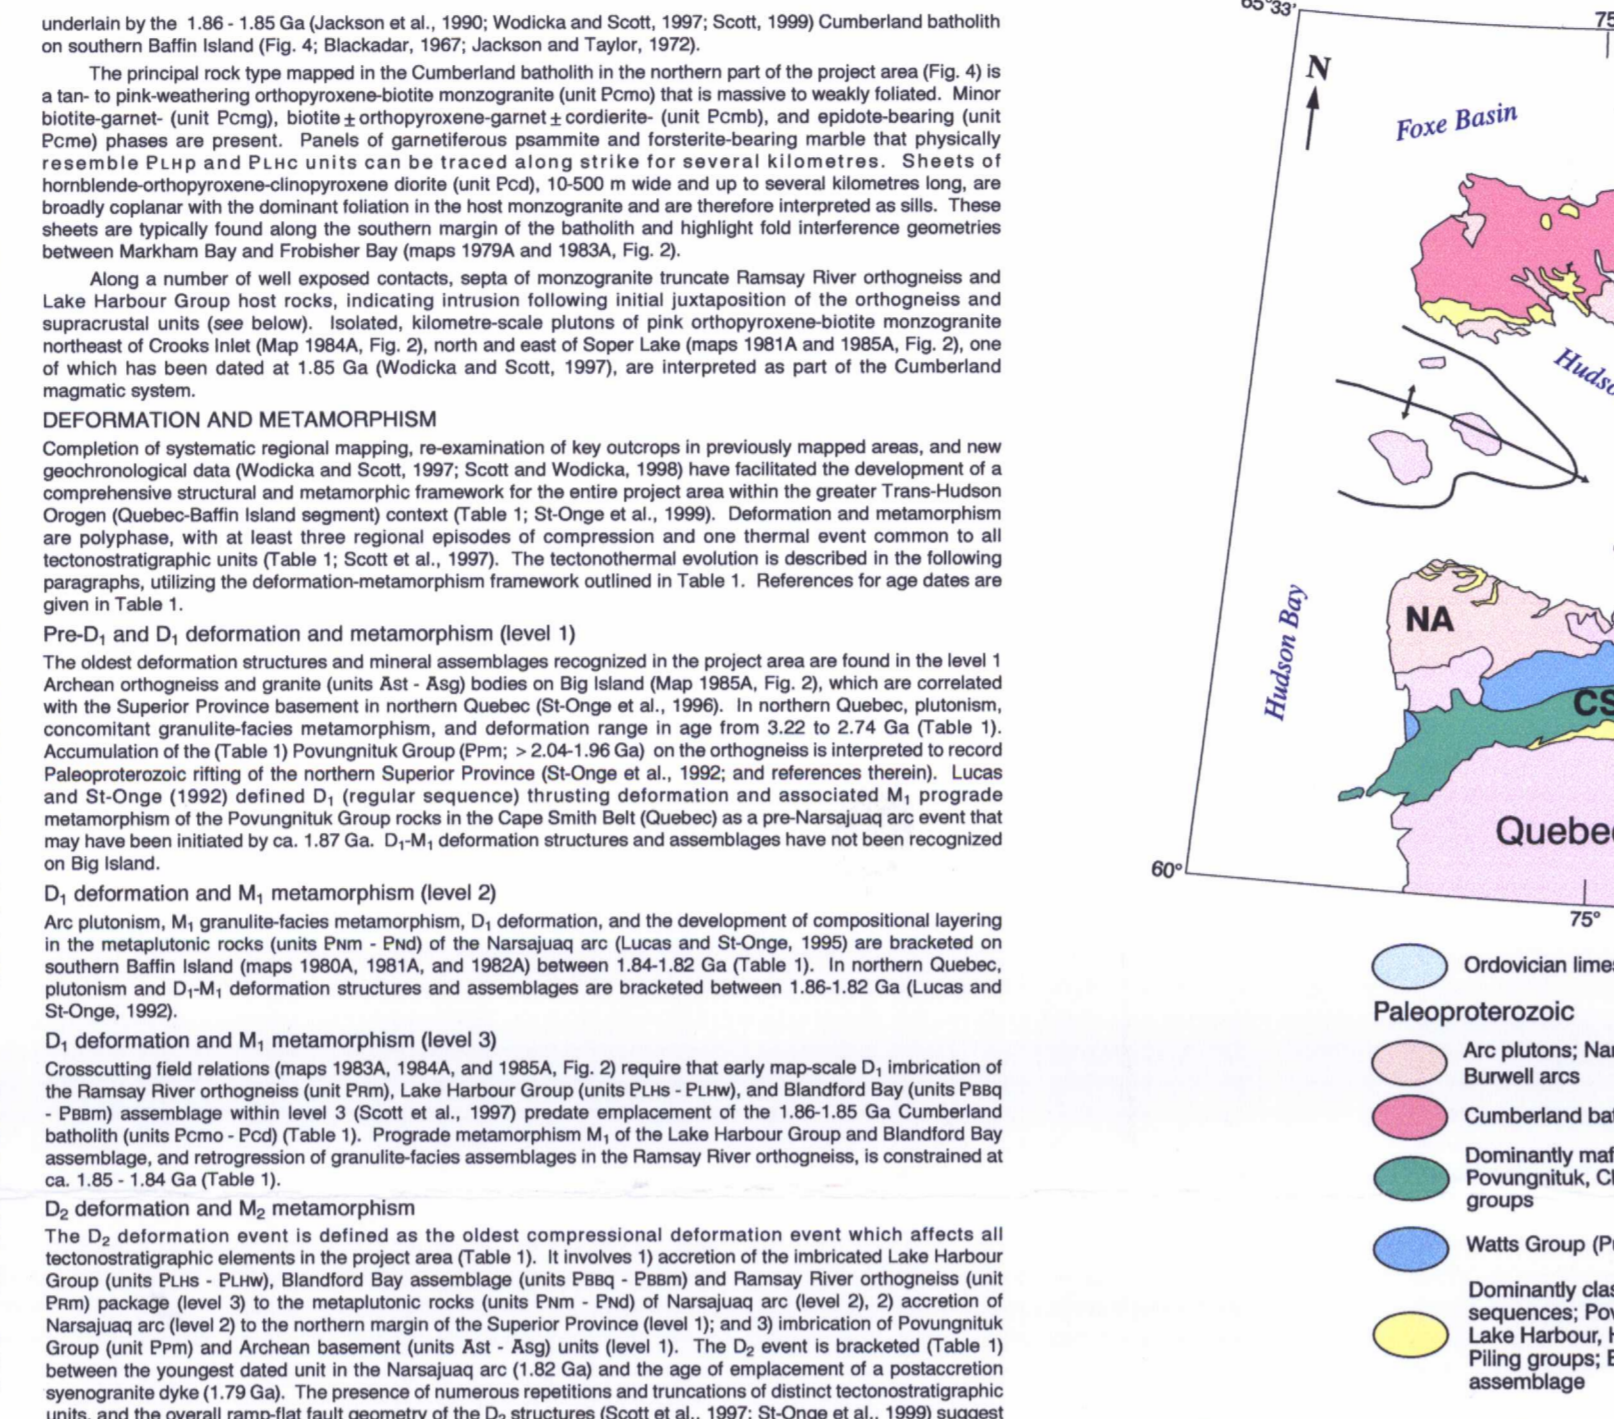 underlain by the 1.86 - 1.85 Ga (Jackson et al., 1990; Wodicka and Scott, 1997; Scott, 1999) Cumberland batholith
on southern Baffin Island (Fig. 4; Blackadar, 1967; Jackson and Taylor, 1972).
The principal rock type mapped in the Cumberland batholith in the northern part of the project area (Fig. 4) is
a tan- to pink-weathering orthopyroxene-biotite monzogranite (unit Pcmo) that is massive to weakly foliated. Minor
biotite-garnet- (unit Pcmg), biotite ± orthopyroxene-garnet ± cordierite- (unit Pcmb), and epidote-bearing (unit
Pcme) phases are present. Panels of garnetiferous psammite and forsterite-bearing marble that physically
resemble PLHp and PLHc units can be traced along strike for several kilometres. Sheets of
hornblende-orthopyroxene-clinopyroxene diorite (unit Pcd), 10-500 m wide and up to several kilometres long, are
broadly coplanar with the dominant foliation in the host monzogranite and are therefore interpreted as sills. These
sheets are typically found along the southern margin of the batholith and highlight fold interference geometries
between Markham Bay and Frobisher Bay (maps 1979A and 1983A, Fig. 2).
Along a number of well exposed contacts, septa of monzogranite truncate Ramsay River orthogneiss and
Lake Harbour Group host rocks, indicating intrusion following initial juxtaposition of the orthogneiss and
supracrustal units (see below). Isolated, kilometre-scale plutons of pink orthopyroxene-biotite monzogranite
northeast of Crooks Inlet (Map 1984A, Fig. 2), north and east of Soper Lake (maps 1981A and 1985A, Fig. 2), one
of which has been dated at 1.85 Ga (Wodicka and Scott, 1997), are interpreted as part of the Cumberland
magmatic system.
DEFORMATION AND METAMORPHISM
Completion of systematic regional mapping, re-examination of key outcrops in previously mapped areas, and new
geochronological data (Wodicka and Scott, 1997; Scott and Wodicka, 1998) have facilitated the development of a
comprehensive structural and metamorphic framework for the entire project area within the greater Trans-Hudson
Orogen (Quebec-Baffin Island segment) context (Table 1; St-Onge et al., 1999). Deformation and metamorphism
are polyphase, with at least three regional episodes of compression and one thermal event common to all
tectonostratigraphic units (Table 1; Scott et al., 1997). The tectonothermal evolution is described in the following
paragraphs, utilizing the deformation-metamorphism framework outlined in Table 1. References for age dates are
given in Table 1.
Pre-D₁ and D₁ deformation and metamorphism (level 1)
The oldest deformation structures and mineral assemblages recognized in the project area are found in the level 1
Archean orthogneiss and granite (units Ast - Asg) bodies on Big Island (Map 1985A, Fig. 2), which are correlated
with the Superior Province basement in northern Quebec (St-Onge et al., 1996). In northern Quebec, plutonism,
concomitant granulite-facies metamorphism, and deformation range in age from 3.22 to 2.74 Ga (Table 1).
Accumulation of the (Table 1) Povungnituk Group (PPm; > 2.04-1.96 Ga) on the orthogneiss is interpreted to record
Paleoproterozoic rifting of the northern Superior Province (St-Onge et al., 1992; and references therein). Lucas
and St-Onge (1992) defined D₁ (regular sequence) thrusting deformation and associated M₁ prograde
metamorphism of the Povungnituk Group rocks in the Cape Smith Belt (Quebec) as a pre-Narsajuaq arc event that
may have been initiated by ca. 1.87 Ga. D₁-M₁ deformation structures and assemblages have not been recognized
on Big Island.
D₁ deformation and M₁ metamorphism (level 2)
Arc plutonism, M₁ granulite-facies metamorphism, D₁ deformation, and the development of compositional layering
in the metaplutonic rocks (units PNm - PNd) of the Narsajuaq arc (Lucas and St-Onge, 1995) are bracketed on
southern Baffin Island (maps 1980A, 1981A, and 1982A) between 1.84-1.82 Ga (Table 1). In northern Quebec,
plutonism and D₁-M₁ deformation structures and assemblages are bracketed between 1.86-1.82 Ga (Lucas and
St-Onge, 1992).
D₁ deformation and M₁ metamorphism (level 3)
Crosscutting field relations (maps 1983A, 1984A, and 1985A, Fig. 2) require that early map-scale D₁ imbrication of
the Ramsay River orthogneiss (unit PRm), Lake Harbour Group (units PLHs - PLHw), and Blandford Bay (units PBBq
- PBBm) assemblage within level 3 (Scott et al., 1997) predate emplacement of the 1.86-1.85 Ga Cumberland
batholith (units Pcmo - Pcd) (Table 1). Prograde metamorphism M₁ of the Lake Harbour Group and Blandford Bay
assemblage, and retrogression of granulite-facies assemblages in the Ramsay River orthogneiss, is constrained at
ca. 1.85 - 1.84 Ga (Table 1).
D₂ deformation and M₂ metamorphism
The D₂ deformation event is defined as the oldest compressional deformation event which affects all
tectonostratigraphic elements in the project area (Table 1). It involves 1) accretion of the imbricated Lake Harbour
Group (units PLHs - PLHw), Blandford Bay assemblage (units PBBq - PBBm) and Ramsay River orthogneiss (unit
PRm) package (level 3) to the metaplutonic rocks (units PNm - PNd) of Narsajuaq arc (level 2), 2) accretion of
Narsajuaq arc (level 2) to the northern margin of the Superior Province (level 1); and 3) imbrication of Povungnituk
Group (unit PPm) and Archean basement (units Ast - Asg) units (level 1). The D₂ event is bracketed (Table 1)
between the youngest dated unit in the Narsajuaq arc (1.82 Ga) and the age of emplacement of a postaccretion
syenogranite dyke (1.79 Ga). The presence of numerous repetitions and truncations of distinct tectonostratigraphic
units, and the overall ramp-flat fault geometry of the D₂ structures (Scott et al., 1997; St-Onge et al., 1999) suggest
65°33'
75
N
Foxe Basin
Hudso
Hudson Bay
NA
CS
Quebec
60°
75°
Ordovician limes
Paleoproterozoic
Arc plutons; Nar
Burwell arcs
Cumberland bat
Dominantly maf
Povungnituk, Ch
groups
Watts Group (Pu
Dominantly clas
sequences; Pov
Lake Harbour, H
Piling groups; B
assemblage